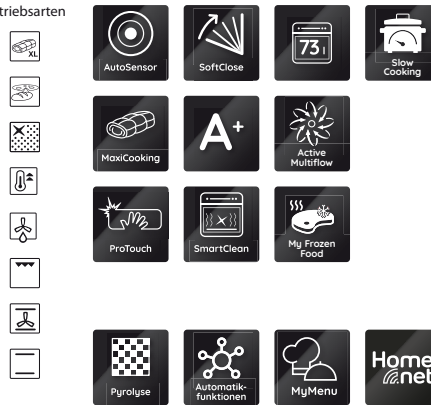 triebsarten
XL
AutoSensor
SoftClose
73 l
Slow
Cooking
MaxiCooking
A+
Active
Multiflow
ProTouch
SmartClean
My Frozen
Food
Pyrolyse
Automatik-
funktionen
MyMenu
Home
net